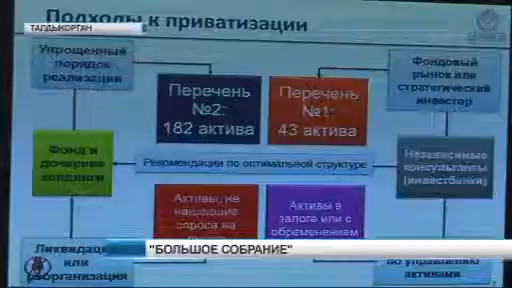 Подходы к приватизации
ТАЛДЫКОРГАН
Упрощенный
порядок
реализации
Перечень
№2:
182 актива
Перечень
№1:
43 актива
Фондовый
рынок или
стратегический
инвестор
Фонд и
дочерние
холдинги
Рекомендации по оптимальной структуре
Независимые
консультанты
(инвестбанки)
Активы, не
нашедшие
спроса на
Активы в
залоге или с
обременением
Ликвидац
или
реорганизация
"БОЛЬШОЕ СОБРАНИЕ"
по управлению
активами